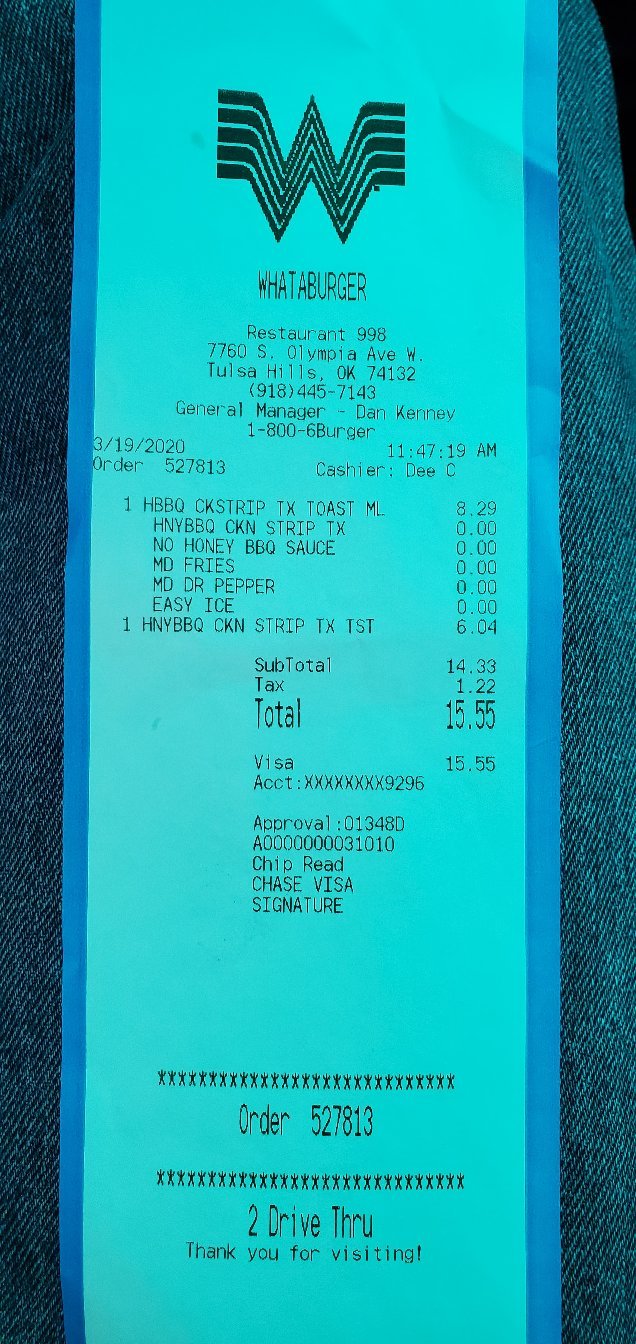 W
WHATABURGER
Restaurant 998
7760 S. Olympia Ave W.
Tulsa Hills, OK 74132
(918)445-7143
General Manager - Dan Kenney
1-800-6Burger
3/19/2020 11:47:19 AM
Order 527813 Cashier: Dee C
1 HBBQ CKSTRIP TX TOAST ML 8.29
HNYBBQ CKN STRIP TX 0.00
NO HONEY BBQ SAUCE 0.00
MD FRIES 0.00
MD DR PEPPER 0.00
EASY ICE 0.00
1 HNYBBQ CKN STRIP TX TST 6.04
SubTotal 14.33
Tax 1.22
Total 15.55
Visa 15.55
Acct:XXXXXXXX9296
Approval:01348D
A0000000031010
Chip Read
CHASE VISA
SIGNATURE
*****************************
Order 527813
******************************
2 Drive Thru
Thank you for visiting!